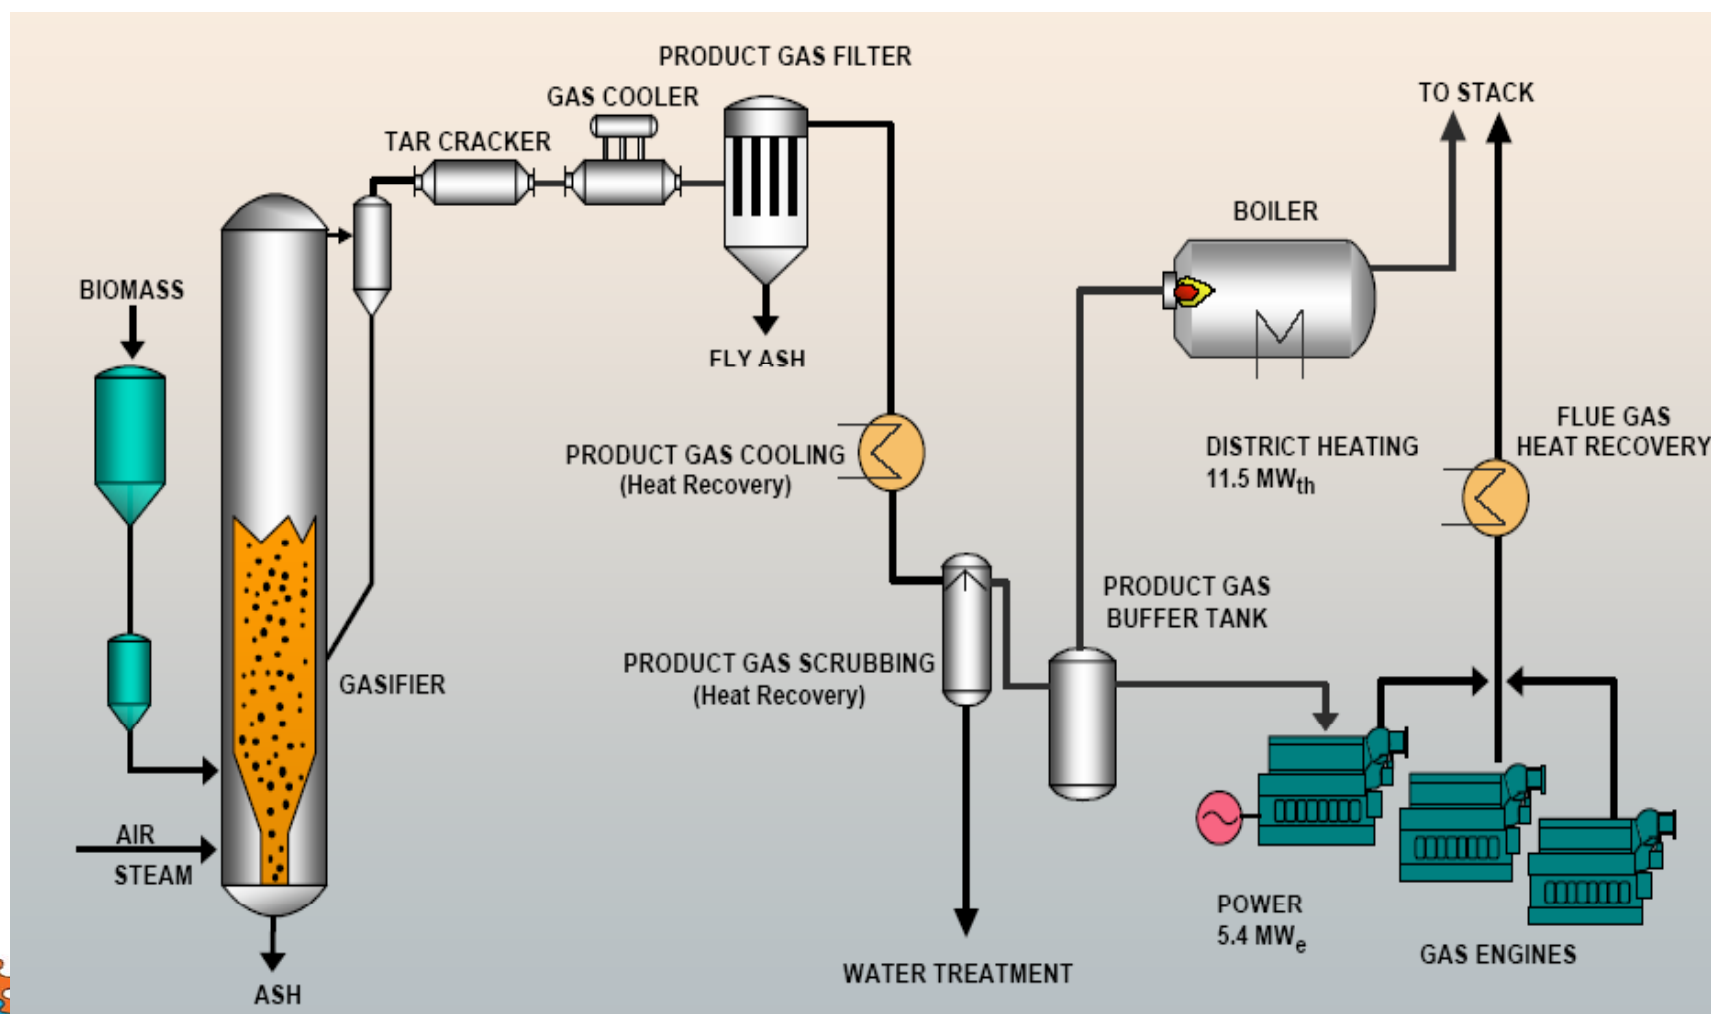 PRODUCT GAS FILTER
GAS COOLER
TAR CRACKER
TO STACK
BOILER
BIOMASS
FLY ASH
PRODUCT GAS COOLING
(Heat Recovery)
DISTRICT HEATING
11.5 MWth
FLUE GAS
HEAT RECOVERY
PRODUCT GAS
BUFFER TANK
PRODUCT GAS SCRUBBING
(Heat Recovery)
GASIFIER
AIR
STEAM
POWER
5.4 MWe
GAS ENGINES
WATER TREATMENT
ASH